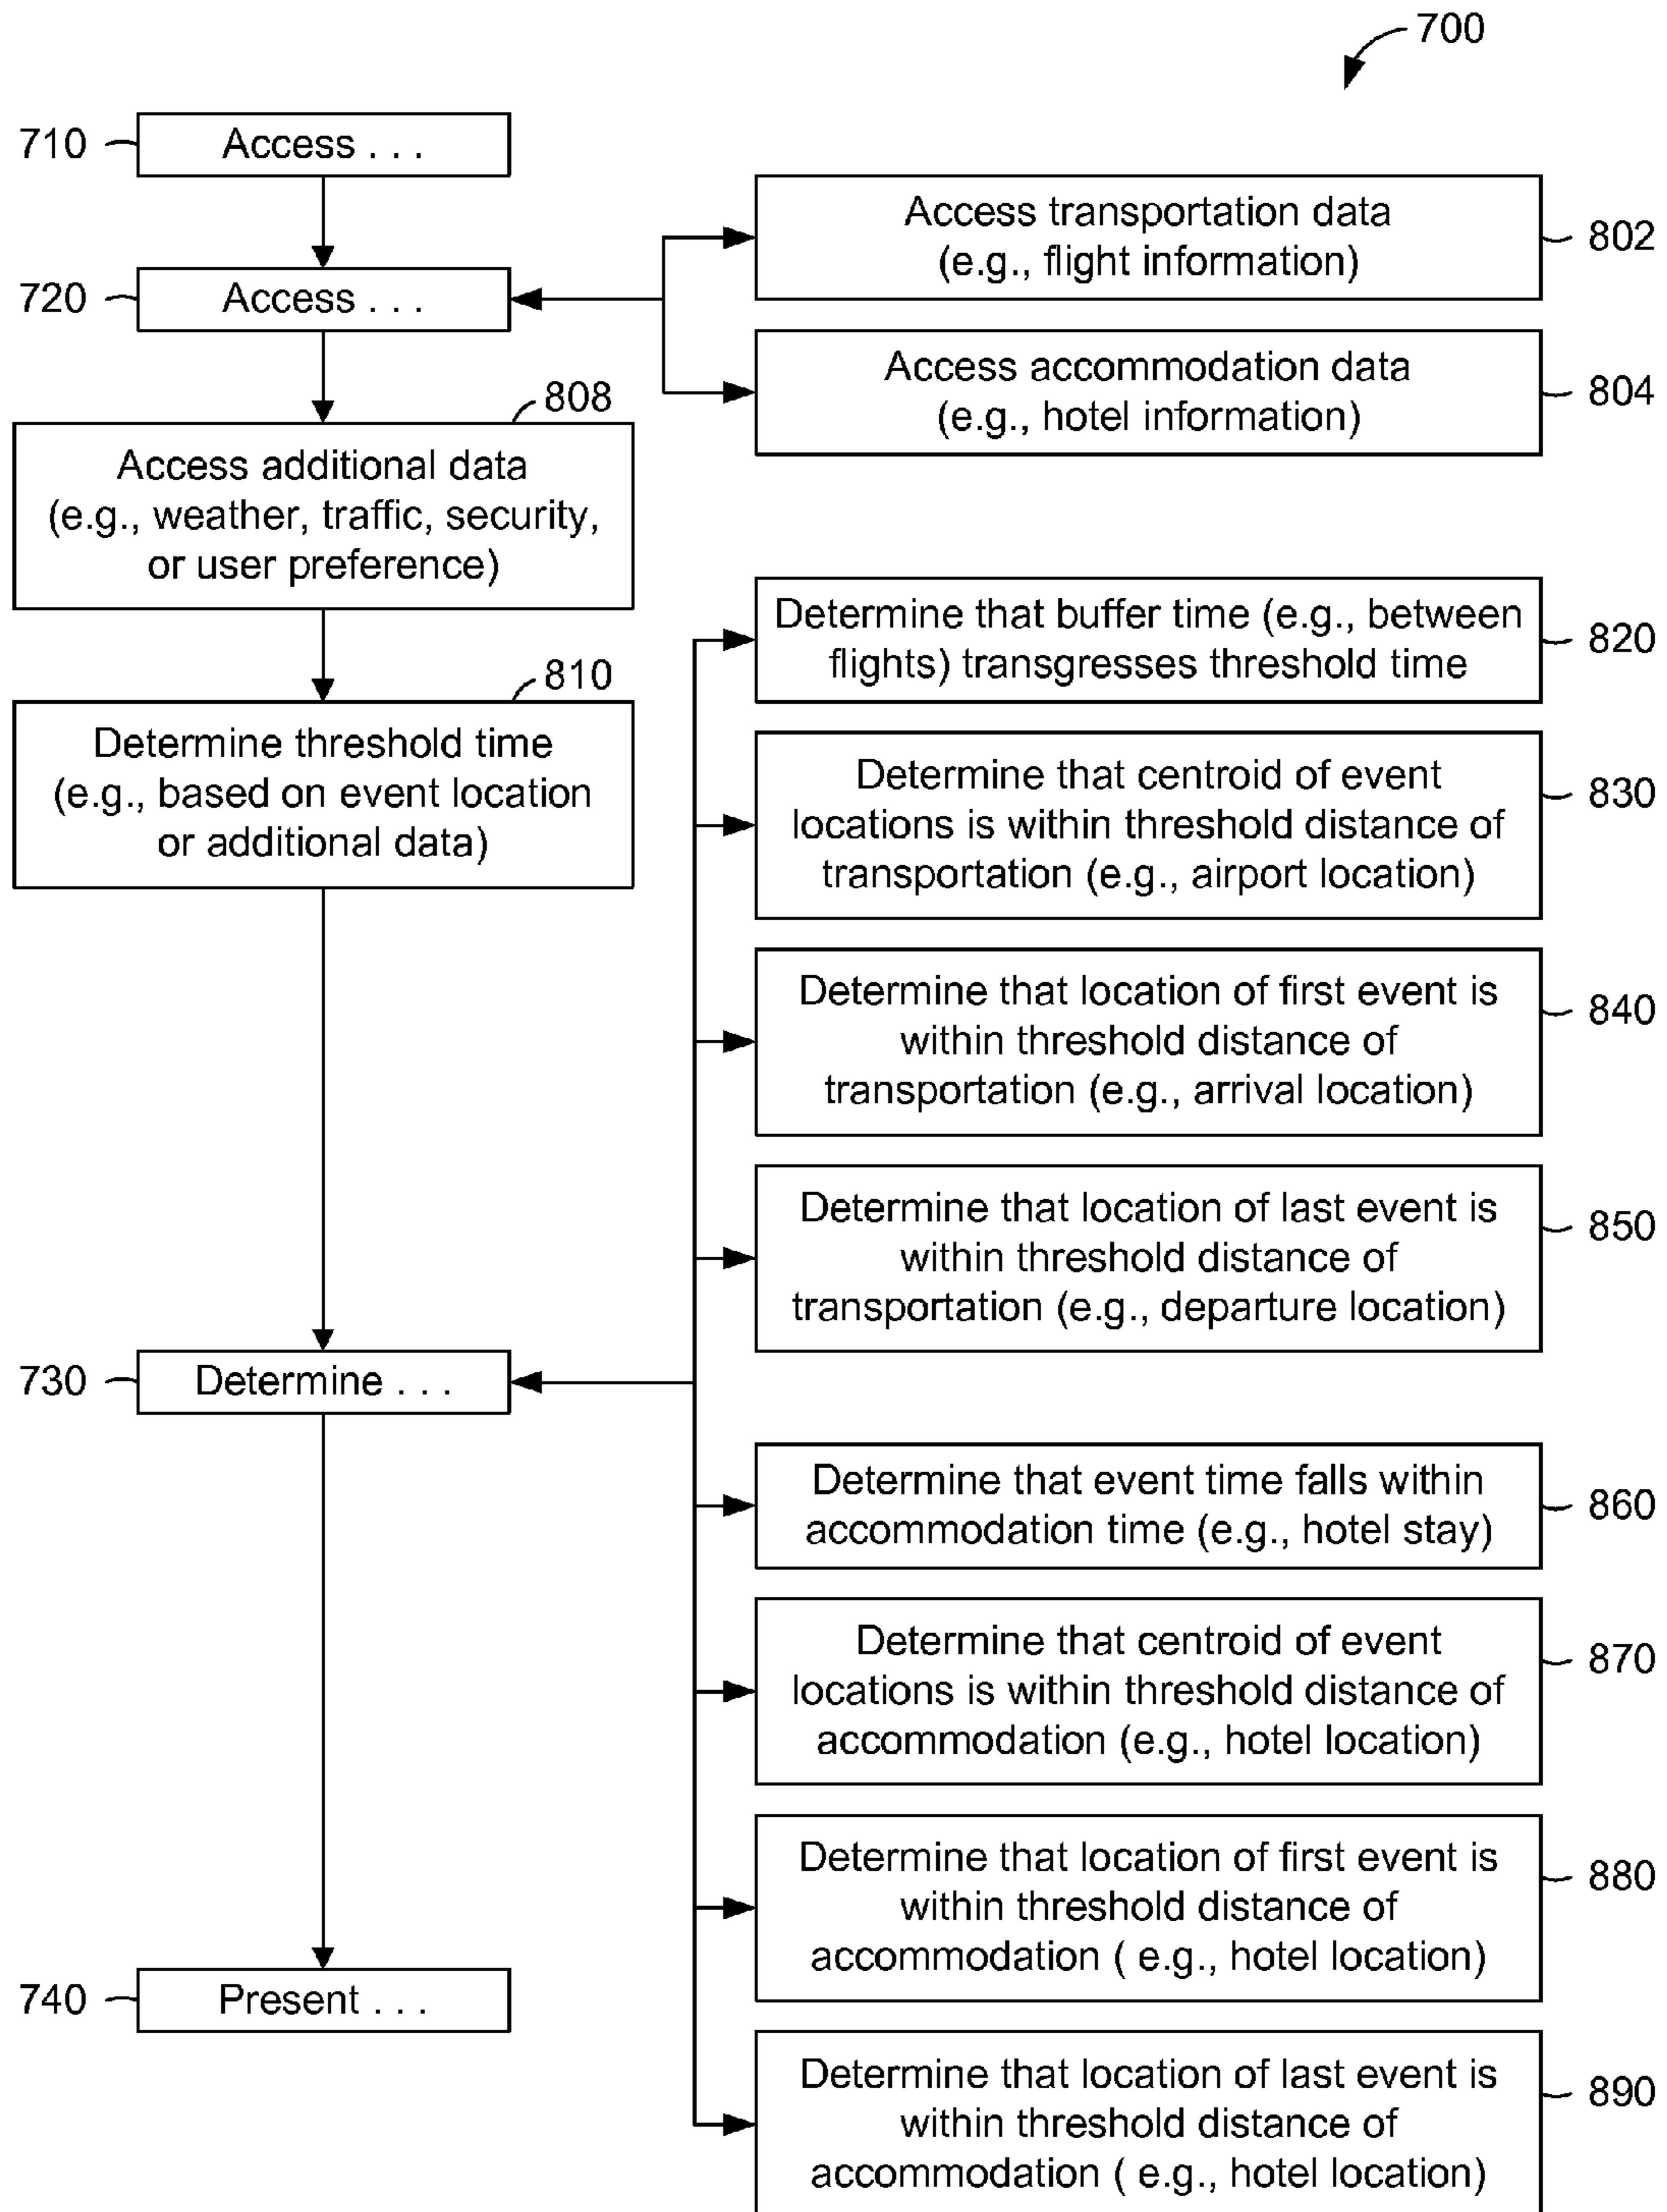 700
710
Access . . .
Access transportation data
(e.g., flight information)
802
720
Access . . .
Access accommodation data
(e.g., hotel information)
804
808
Access additional data
(e.g., weather, traffic, security,
or user preference)
810
Determine threshold time
(e.g., based on event location
or additional data)
Determine that buffer time (e.g., between
flights) transgresses threshold time
820
Determine that centroid of event
locations is within threshold distance of
transportation (e.g., airport location)
830
Determine that location of first event is
within threshold distance of
transportation (e.g., arrival location)
840
Determine that location of last event is
within threshold distance of
transportation (e.g., departure location)
850
730
Determine . . .
Determine that event time falls within
accommodation time (e.g., hotel stay)
860
Determine that centroid of event
locations is within threshold distance of
accommodation (e.g., hotel location)
870
Determine that location of first event is
within threshold distance of
accommodation ( e.g., hotel location)
880
740
Present . . .
Determine that location of last event is
within threshold distance of
accommodation ( e.g., hotel location)
890